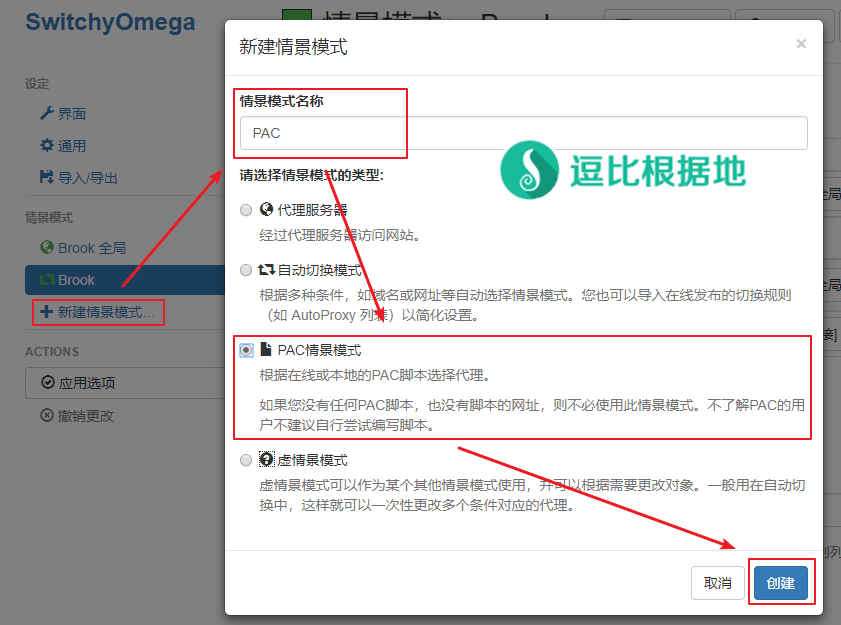 SwitchyOmega
设定
界面
通用
导入/导出
情景模式
Brook 全局
Brook
新建情景模式...
ACTIONS
应用选项
撤销更改
新建情景模式
×
情景模式名称
PAC
逗比根据地
请选择情景模式的类型:
代理服务器
经过代理服务器访问网站。
自动切换模式
根据多种条件，如域名或网址等自动选择情景模式。您也可以导入在线发布的切换规则
（如 AutoProxy 列表）以简化设置。
PAC情景模式
根据在线或本地的PAC脚本选择代理。
如果您没有任何PAC脚本，也没有脚本的网址，则不必使用此情景模式。不了解PAC的用
户不建议自行尝试编写脚本。
虚情景模式
虚情景模式可以作为某个其他情景模式使用，并可以根据需要更改对象。一般用在自动切
换中，这样就可以一次性更改多个条件对应的代理。
取消
创建